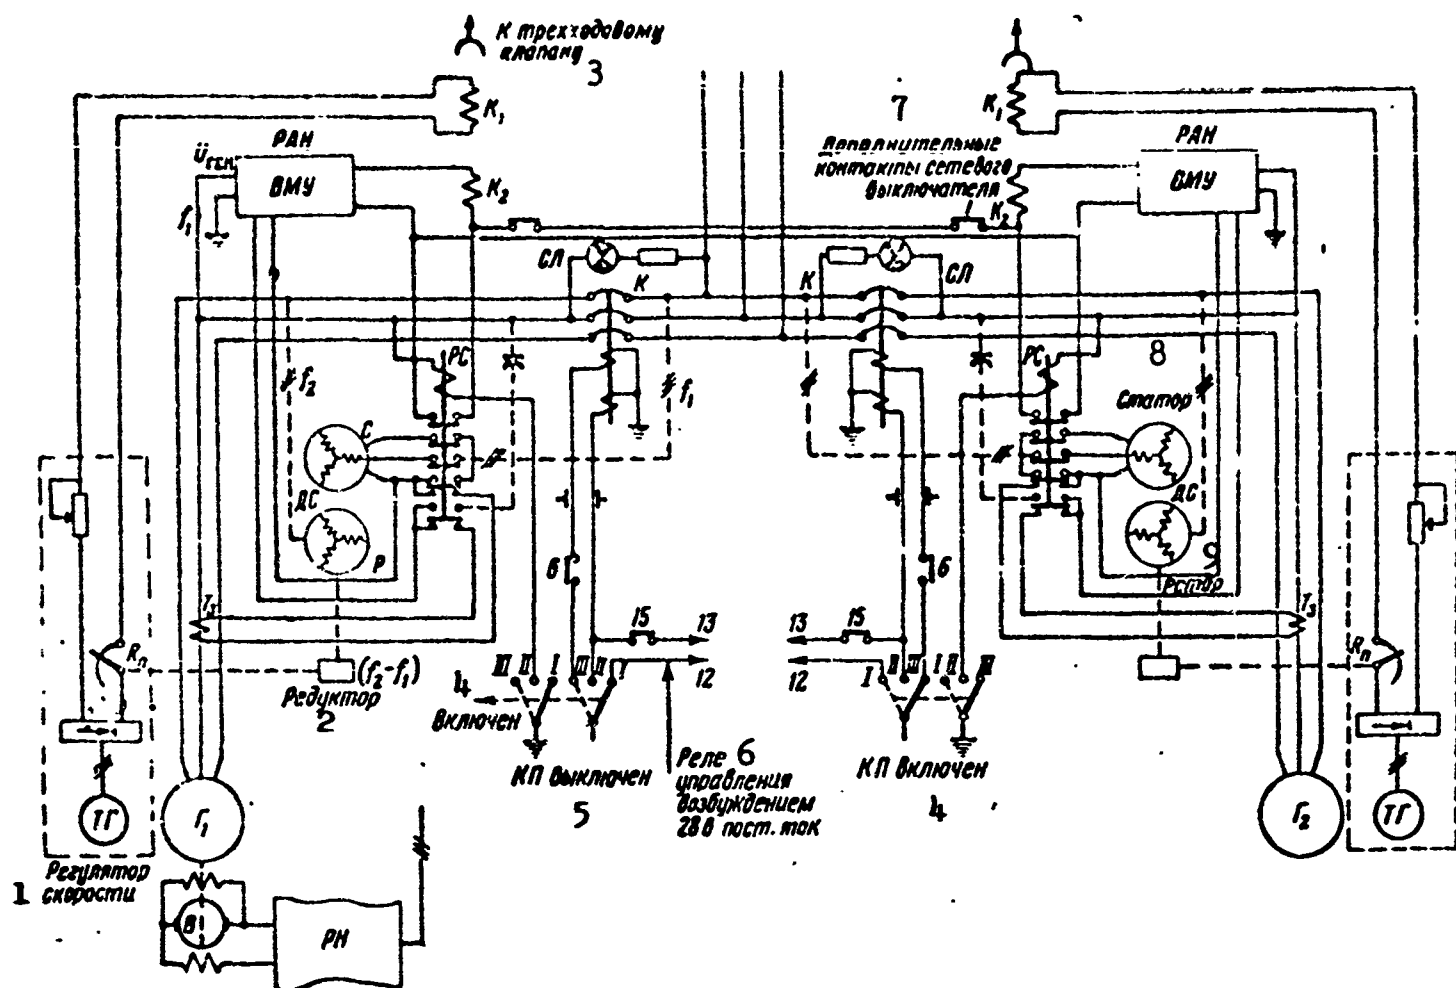 К трехходовому
клапану
3
7
К₁
К₁
РАН
РАН
Дополнительные
контакты сетевого
выключателя
ВМУ
ВМУ
К₂
К₂
f₁
СЛ
СЛ
К
К
РС
РС
8
f₂
f₁
Статор
С
ДС
ДС
Р
9
Ротор
6
6
Т₃
Т₃
15
13
13
15
12
12
Rп
Rп
(f₂-f₁)
Редуктор
2
III II I III II I
I II III I II III
4
Включен
КП выключен
5
КП включен
4
Реле 6
управления
возбуждением
28 в пост. ток
ТГ
Г₁
Г₂
ТГ
1 Регулятор
скорости
В
РН